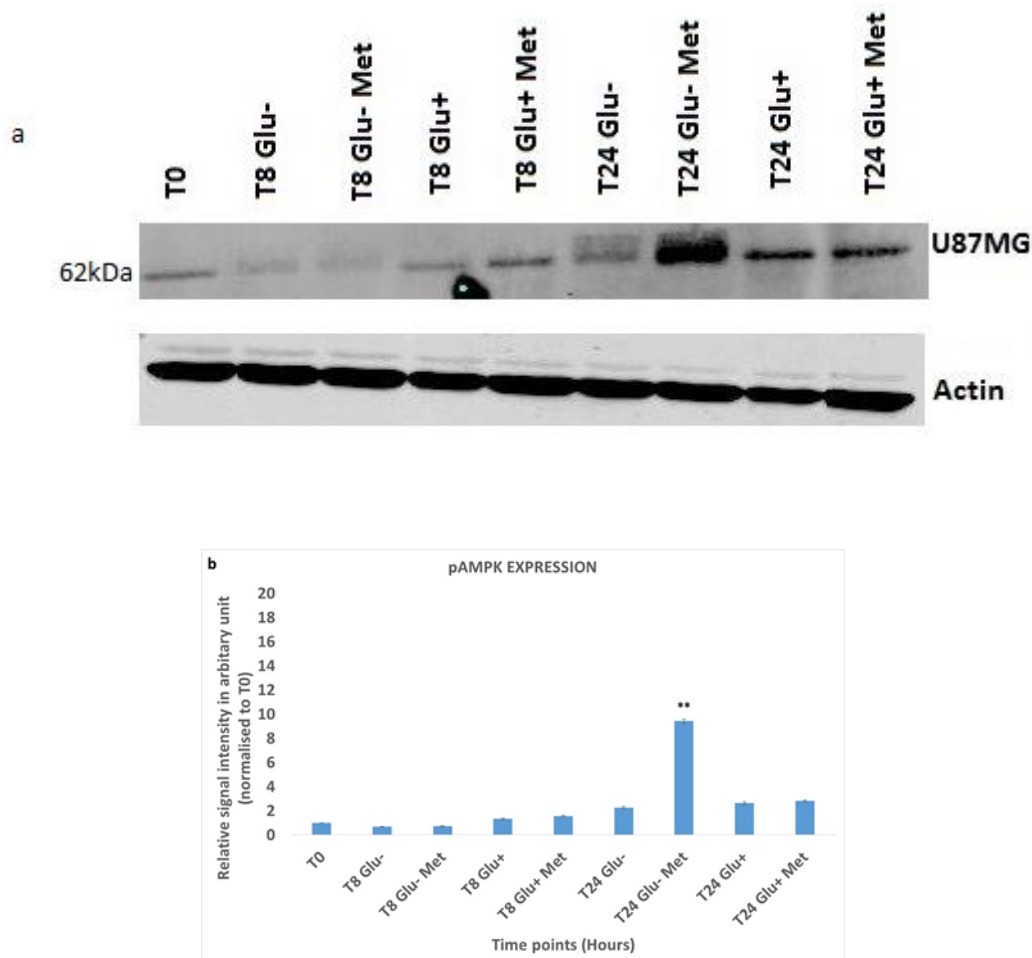 a
T0
T8 Glu-
T8 Glu- Met
T8 Glu+
T8 Glu+ Met
T24 Glu-
T24 Glu- Met
T24 Glu+
T24 Glu+ Met
62kDa
U87MG
Actin
b
pAMPK EXPRESSION
Relative signal intensity in arbitary unit
(normalised to T0)
20
18
16
14
12
10
8
6
4
2
0
**
T0
T8 Glu-
T8 Glu- Met
T8 Glu+
T8 Glu+ Met
T24 Glu-
T24 Glu- Met
T24 Glu+
T24 Glu+ Met
Time points (Hours)